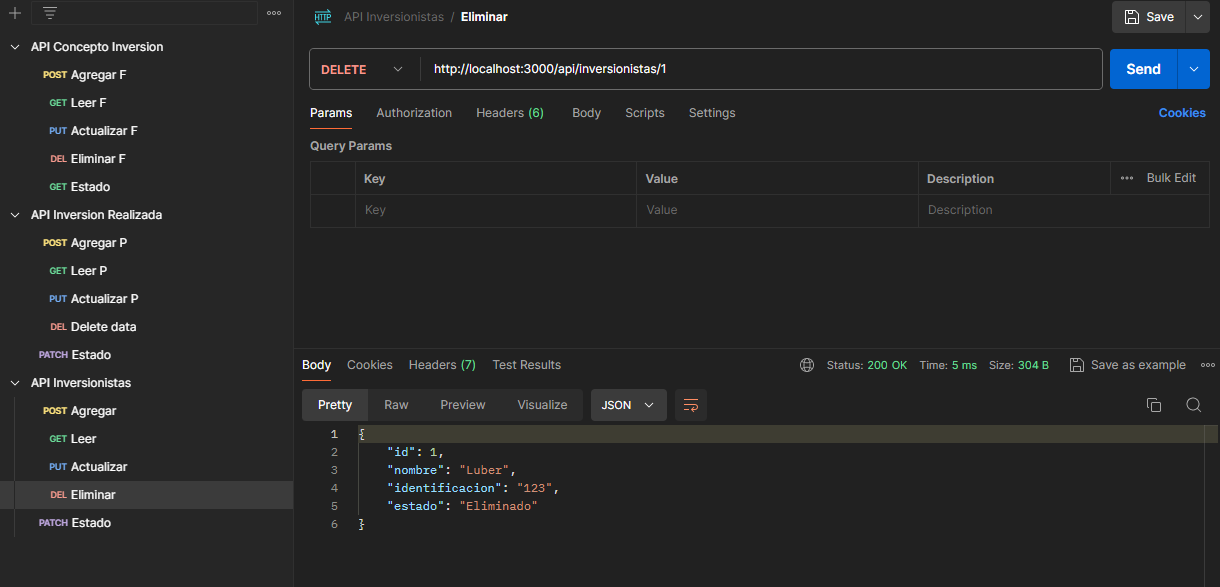 API Concepto Inversion
POST Agregar F
GET Leer F
PUT Actualizar F
DEL Eliminar F
GET Estado
API Inversion Realizada
POST Agregar P
GET Leer P
PUT Actualizar P
DEL Delete data
PATCH Estado
API Inversionistas
POST Agregar
GET Leer
PUT Actualizar
DEL Eliminar
PATCH Estado
HTTP API Inversionistas / Eliminar
Save
DELETE http://localhost:3000/api/inversionistas/1 Send
Params Authorization Headers (6) Body Scripts Settings Cookies
Query Params
Key Value Description Bulk Edit
Key Value Description
Body Cookies Headers (7) Test Results Status: 200 OK Time: 5 ms Size: 304 B Save as example
Pretty Raw Preview Visualize JSON
1 {
2 "id": 1,
3 "nombre": "Luber",
4 "identificacion": "123",
5 "estado": "Eliminado"
6 }